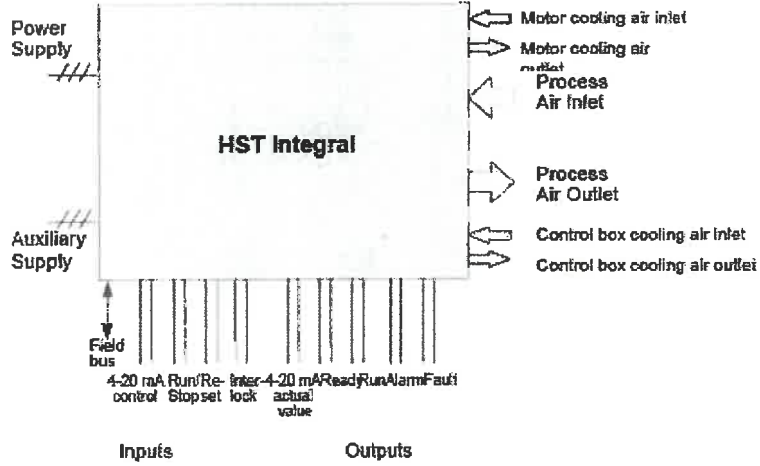 Power
Supply
Motor cooling air inlet
Motor cooling air
outlet
Process
Air Inlet
HST Integral
Process
Air Outlet
Auxiliary
Supply
Control box cooling air inlet
Control box cooling air outlet
Field
bus
4-20 mA Run/ Re- Inter- 4-20 mA Ready Run Alarm Fault
control Stop set lock actual
value
Inputs Outputs